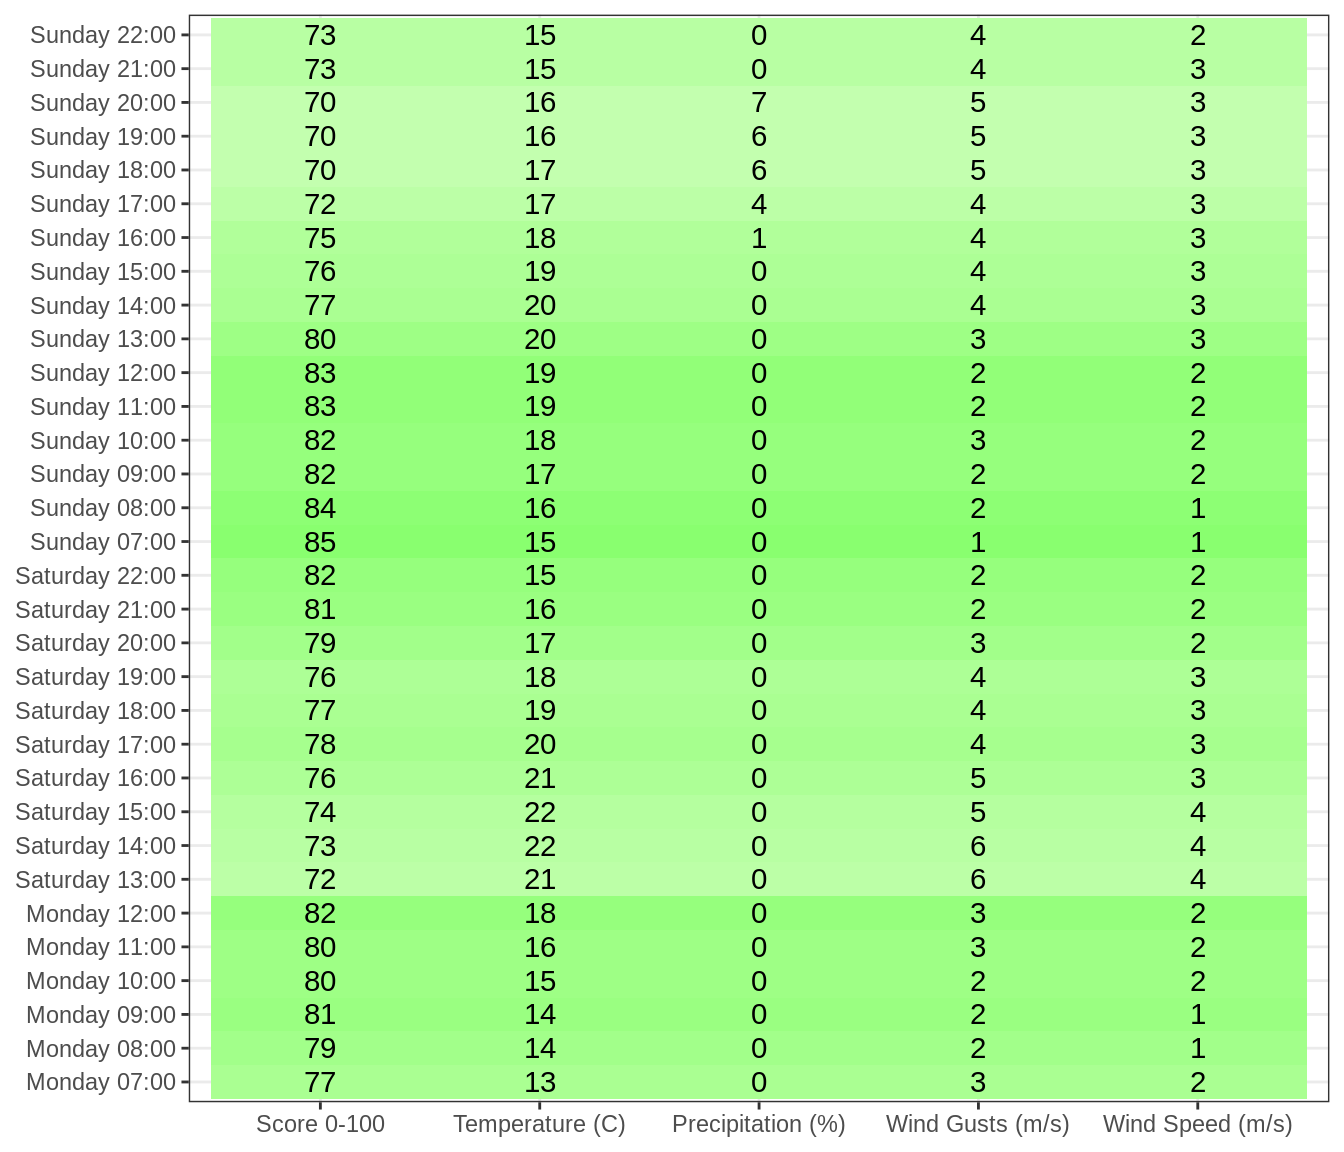 Sunday 22:00 73 15 0 4 2
Sunday 21:00 73 15 0 4 3
Sunday 20:00 70 16 7 5 3
Sunday 19:00 70 16 6 5 3
Sunday 18:00 70 17 6 5 3
Sunday 17:00 72 17 4 4 3
Sunday 16:00 75 18 1 4 3
Sunday 15:00 76 19 0 4 3
Sunday 14:00 77 20 0 4 3
Sunday 13:00 80 20 0 3 3
Sunday 12:00 83 19 0 2 2
Sunday 11:00 83 19 0 2 2
Sunday 10:00 82 18 0 3 2
Sunday 09:00 82 17 0 2 2
Sunday 08:00 84 16 0 2 1
Sunday 07:00 85 15 0 1 1
Saturday 22:00 82 15 0 2 2
Saturday 21:00 81 16 0 2 2
Saturday 20:00 79 17 0 3 2
Saturday 19:00 76 18 0 4 3
Saturday 18:00 77 19 0 4 3
Saturday 17:00 78 20 0 4 3
Saturday 16:00 76 21 0 5 3
Saturday 15:00 74 22 0 5 4
Saturday 14:00 73 22 0 6 4
Saturday 13:00 72 21 0 6 4
Monday 12:00 82 18 0 3 2
Monday 11:00 80 16 0 3 2
Monday 10:00 80 15 0 2 2
Monday 09:00 81 14 0 2 1
Monday 08:00 79 14 0 2 1
Monday 07:00 77 13 0 3 2
Score 0-100 Temperature (C) Precipitation (%) Wind Gusts (m/s) Wind Speed (m/s)